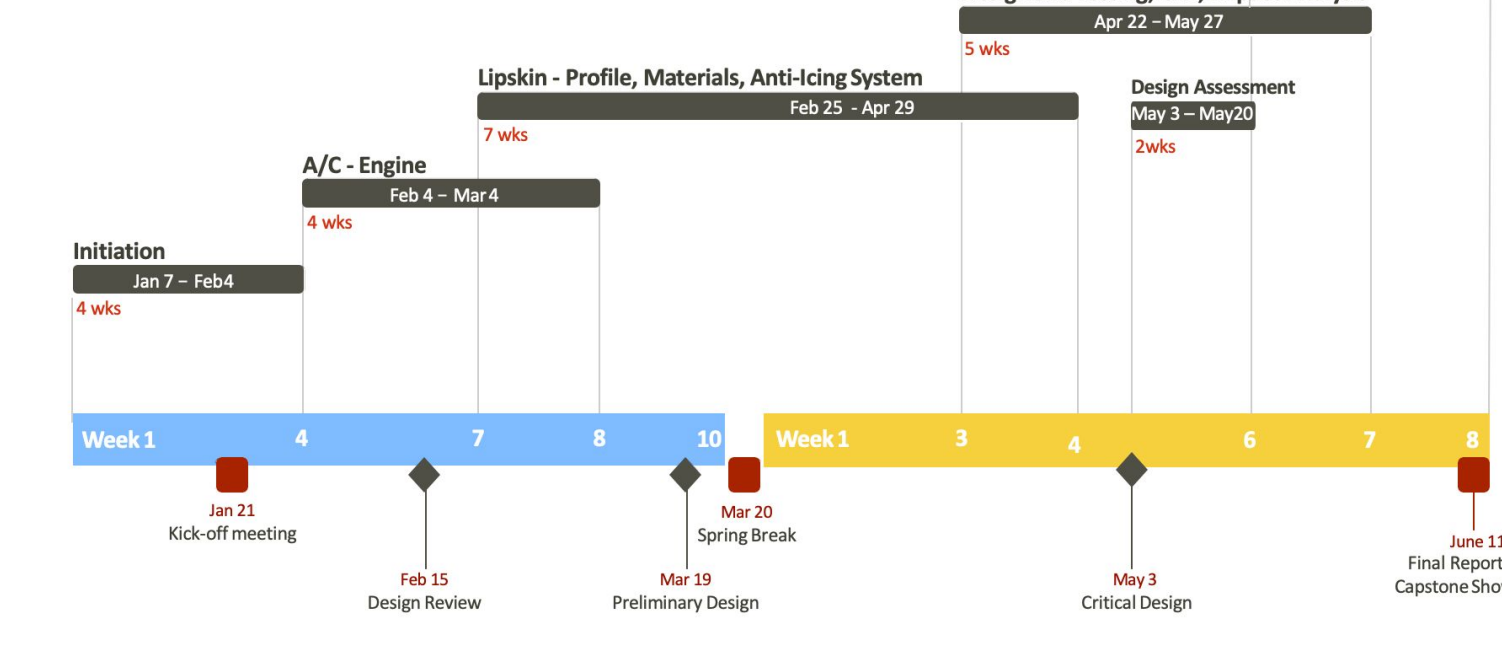 Apr 22 – May 27
5 wks
Lipskin - Profile, Materials, Anti-Icing System
Feb 25 - Apr 29
7 wks
Design Assessment
May 3 – May20
2wks
A/C - Engine
Feb 4 – Mar 4
4 wks
Initiation
Jan 7 – Feb4
4 wks
Week 1 4 7 8 10 Week 1 3 4 6 7 8
Jan 21
Kick-off meeting
Mar 20
Spring Break
June 11
Final Report
Capstone
Feb 15
Design Review
Mar 19
Preliminary Design
May 3
Critical Design